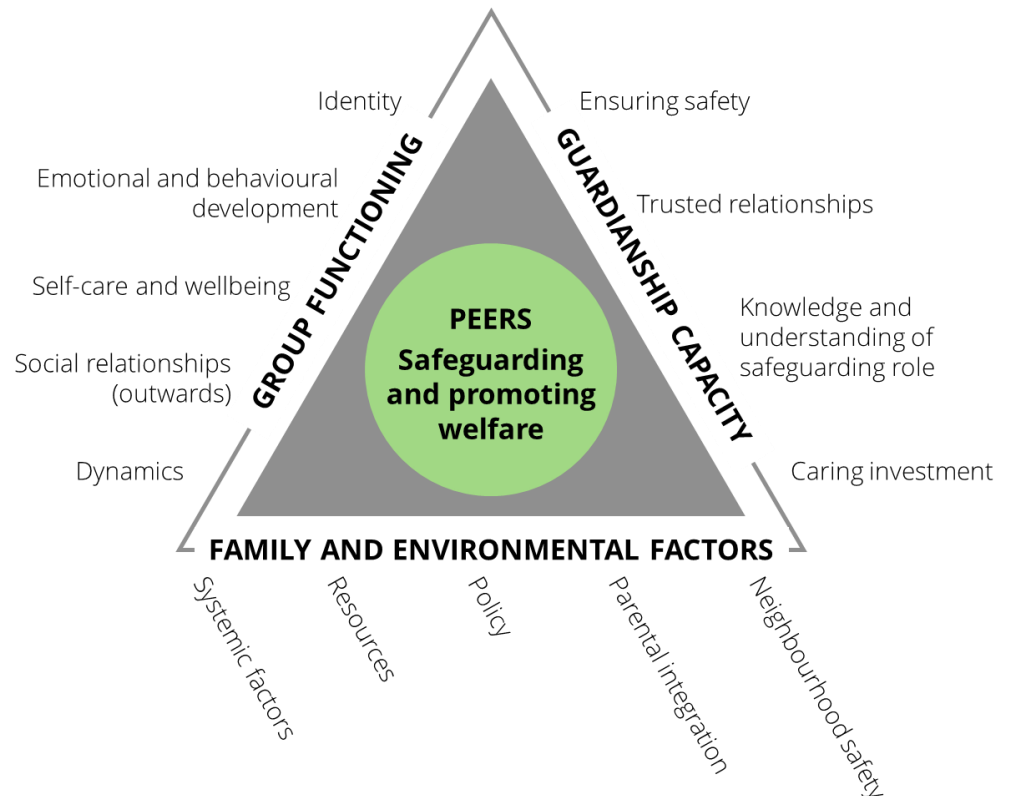 Identity
Emotional and behavioural
development
Self-care and wellbeing
Social relationships
(outwards)
Dynamics
GROUP FUNCTIONING
PEERS
Safeguarding
and promoting
welfare
GUARDIANSHIP CAPACITY
Ensuring safety
Trusted relationships
Knowledge and
understanding of
safeguarding role
Caring investment
FAMILY AND ENVIRONMENTAL FACTORS
Systemic factors
Resources
Policy
Parental integration
Neighbourhood safety